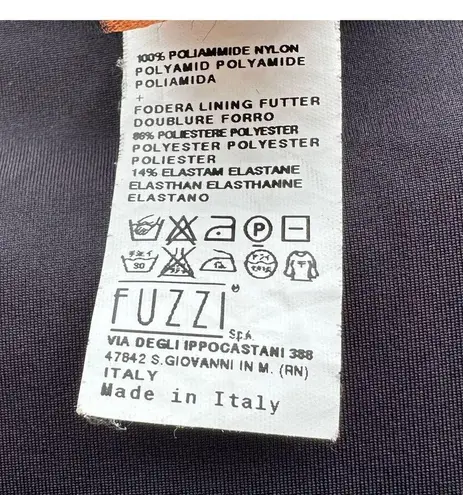 100% POLIAMMIDE NYLON
POLYAMID POLYAMIDE
POLIAMIDA
+
FODERA LINING FUTTER
DOUBLURE FORRO
86% POLIESTERE POLYESTER
POLYESTER POLYESTER
POLIESTER
14% ELASTAM ELASTANE
ELASTHAN ELASTHANNE
ELASTANO
P
30
FUZZI®
SpA
VIA DEGLI IPPOCASTANI 388
47842 S.GIOVANNI IN M. (RN)
ITALY
Made in Italy